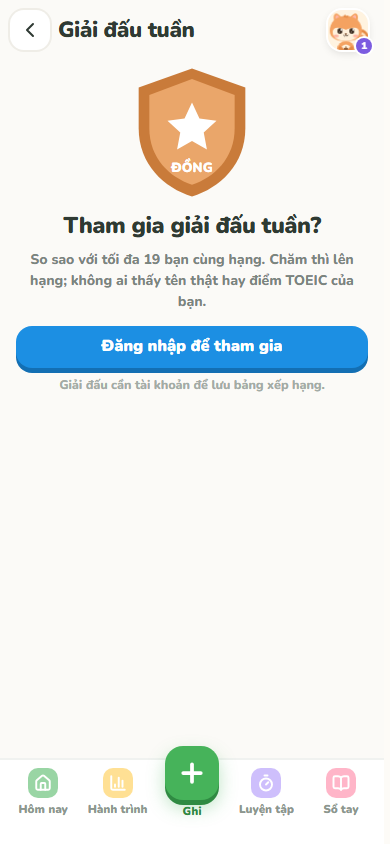 Giải đấu tuần
1
ĐỒNG
Tham gia giải đấu tuần?
So sao với tối đa 19 bạn cùng hạng. Chăm thì lên
hạng; không ai thấy tên thật hay điểm TOEIC của
bạn.
Đăng nhập để tham gia
Giải đấu cần tài khoản để lưu bảng xếp hạng.
Hôm nay
Hành trình
Ghi
Luyện tập
Sổ tay